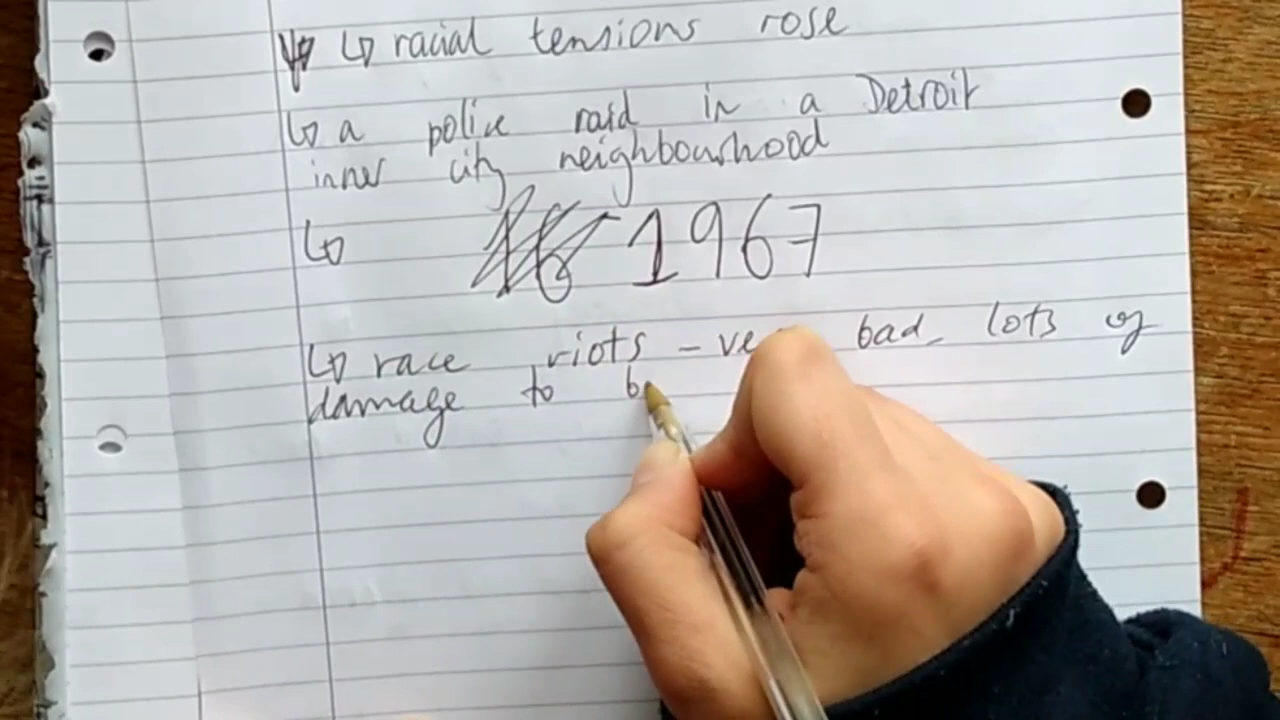 ↳ racial tensions rose
↳ a police raid in a Detroit
inner city neighbourhood
↳ 1967
↳ race riots - bad, lots of
damage to